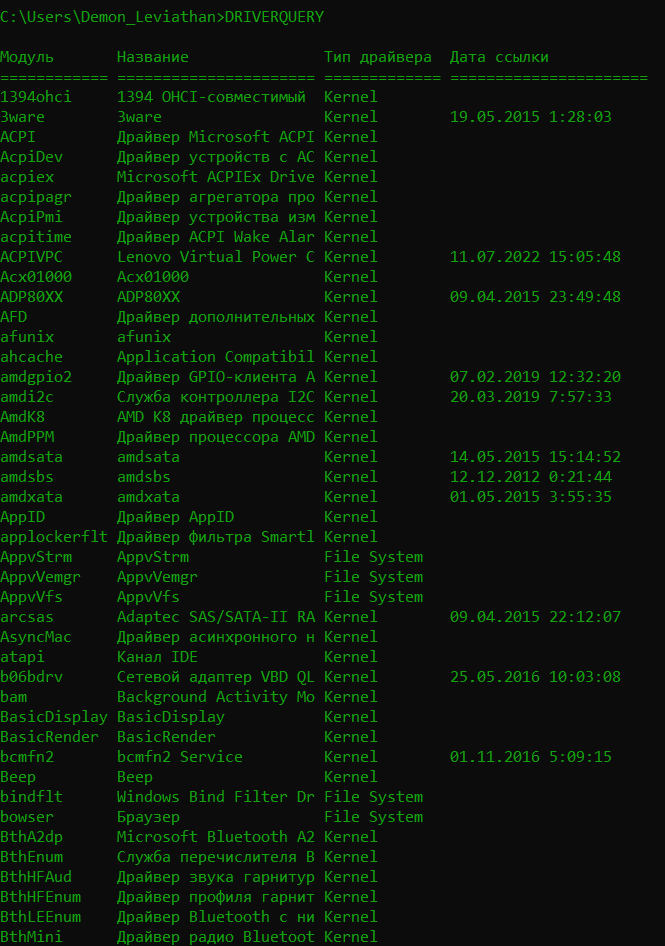 C:\Users\Demon_Leviathan>DRIVERQUERY
Модуль Название Тип драйвера Дата ссылки
============ ====================== ============= ======================
1394ohci 1394 OHCI-совместимый Kernel
3ware 3ware Kernel 19.05.2015 1:28:03
ACPI Драйвер Microsoft ACPI Kernel
AcpiDev Драйвер устройств с AC Kernel
acpiex Microsoft ACPIEx Drive Kernel
acpipagr Драйвер агрегатора про Kernel
AcpiPmi Драйвер устройства изм Kernel
acpitime Драйвер ACPI Wake Alar Kernel
ACPIVPC Lenovo Virtual Power C Kernel 11.07.2022 15:05:48
Acx01000 Acx01000 Kernel
ADP80XX ADP80XX Kernel 09.04.2015 23:49:48
AFD Драйвер дополнительных Kernel
afunix afunix Kernel
ahcache Application Compatibil Kernel
amdgpio2 Драйвер GPIO-клиента A Kernel 07.02.2019 12:32:20
amdi2c Служба контроллера I2C Kernel 20.03.2019 7:57:33
AmdK8 AMD K8 драйвер процесс Kernel
AmdPPM Драйвер процессора AMD Kernel
amdsata amdsata Kernel 14.05.2015 15:14:52
amdsbs amdsbs Kernel 12.12.2012 0:21:44
amdxata amdxata Kernel 01.05.2015 3:55:35
AppID Драйвер AppID Kernel
applockerflt Драйвер фильтра Smartl Kernel
AppvStrm AppvStrm File System
AppvVemgr AppvVemgr File System
AppvVfs AppvVfs File System
arcsas Adaptec SAS/SATA-II RA Kernel 09.04.2015 22:12:07
AsyncMac Драйвер асинхронного н Kernel
atapi Канал IDE Kernel
b06bdrv Сетевой адаптер VBD QL Kernel 25.05.2016 10:03:08
bam Background Activity Mo Kernel
BasicDisplay BasicDisplay Kernel
BasicRender BasicRender Kernel
bcmfn2 bcmfn2 Service Kernel 01.11.2016 5:09:15
Beep Beep Kernel
bindflt Windows Bind Filter Dr File System
bowser Браузер File System
BthA2dp Microsoft Bluetooth A2 Kernel
BthEnum Служба перечислителя B Kernel
BthHFAud Драйвер звука гарнитур Kernel
BthHFEnum Драйвер профиля гарнит Kernel
BthLEEnum Драйвер Bluetooth с ни Kernel
BthMini Драйвер радио Bluetoot Kernel